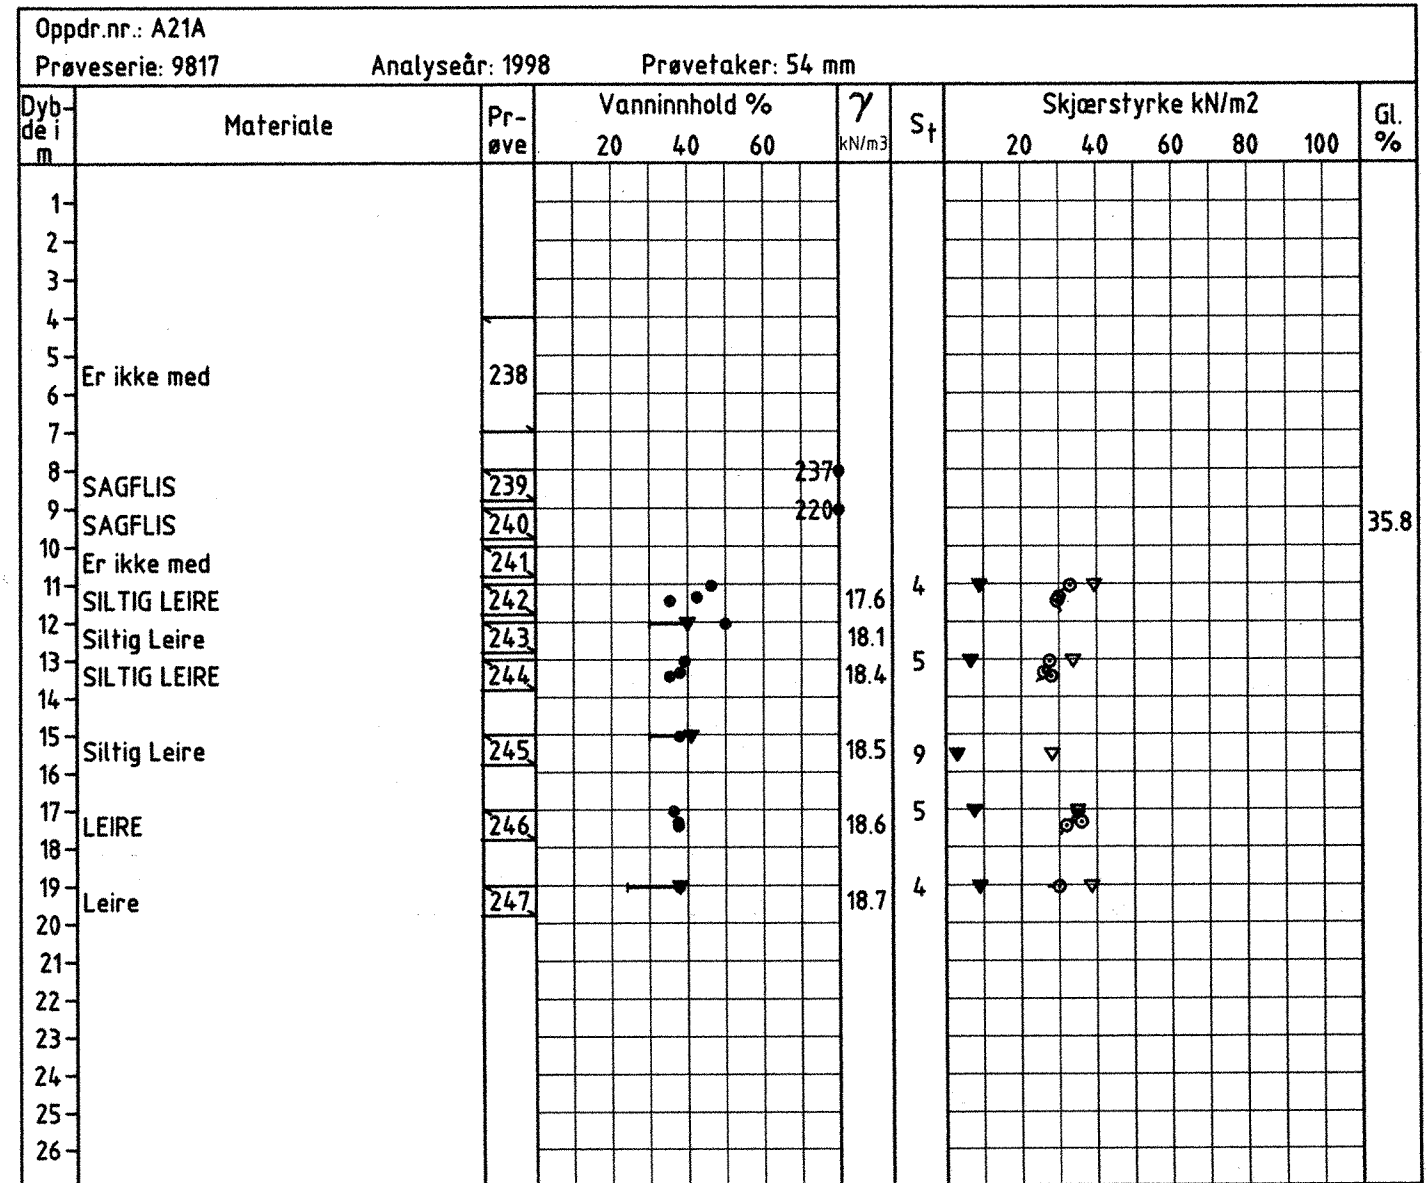 Oppdr.nr.: A21A
Prøveserie: 9817 Analyseår: 1998 Prøvetaker: 54 mm
Dyb-
de i
m
Materiale
Pr-
øve
Vanninnhold %
20 40 60
γ
kN/m3
St
Skjærstyrke kN/m2
20 40 60 80 100
Gl.
%
1
2
3
4
5
Er ikke med 238
6
7
8 237
SAGFLIS 239
9 220
SAGFLIS 240 35.8
10
Er ikke med 241
11 4
SILTIG LEIRE 242 17.6
12
Siltig Leire 243 18.1
13 5
SILTIG LEIRE 244 18.4
14
15
Siltig Leire 245 18.5 9
16
17 5
LEIRE 246 18.6
18
19 4
Leire 247 18.7
20
21
22
23
24
25
26